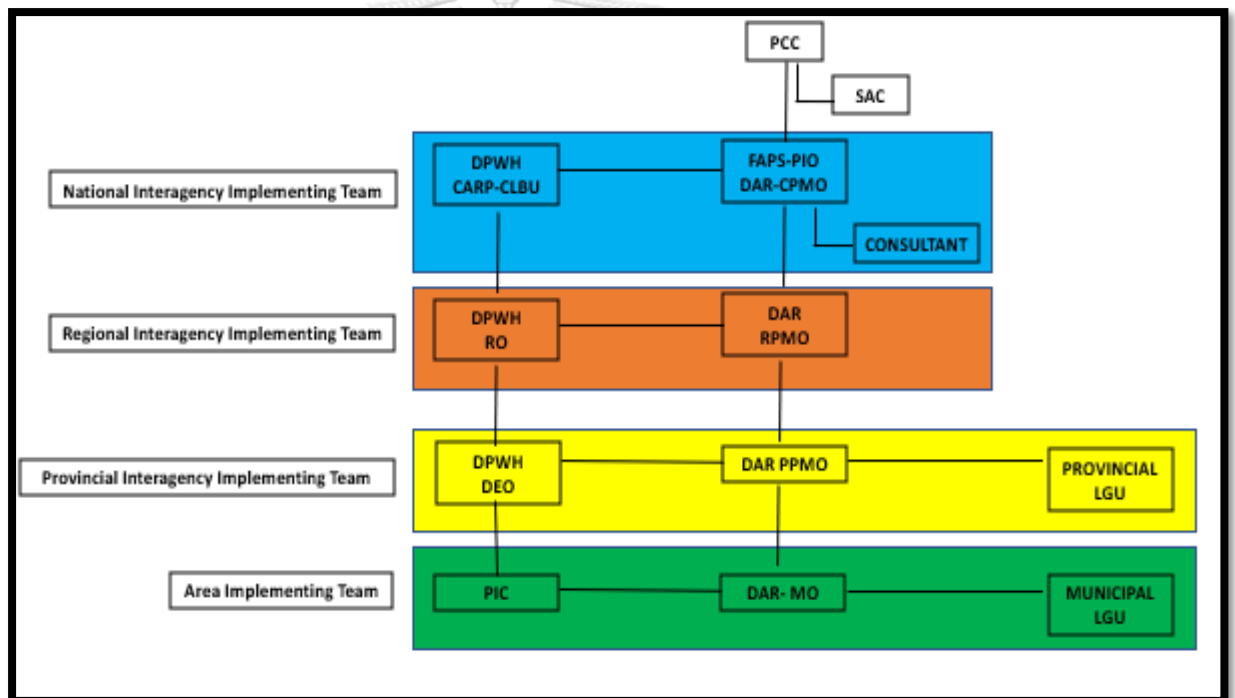 PCC
SAC
National Interagency Implementing Team
DPWH
CARP-CLBU
FAPS-PIO
DAR-CPMO
CONSULTANT
Regional Interagency Implementing Team
DPWH
RO
DAR
RPMO
Provincial Interagency Implementing Team
DPWH
DEO
DAR PPMO
PROVINCIAL
LGU
Area Implementing Team
PIC
DAR- MO
MUNICIPAL
LGU